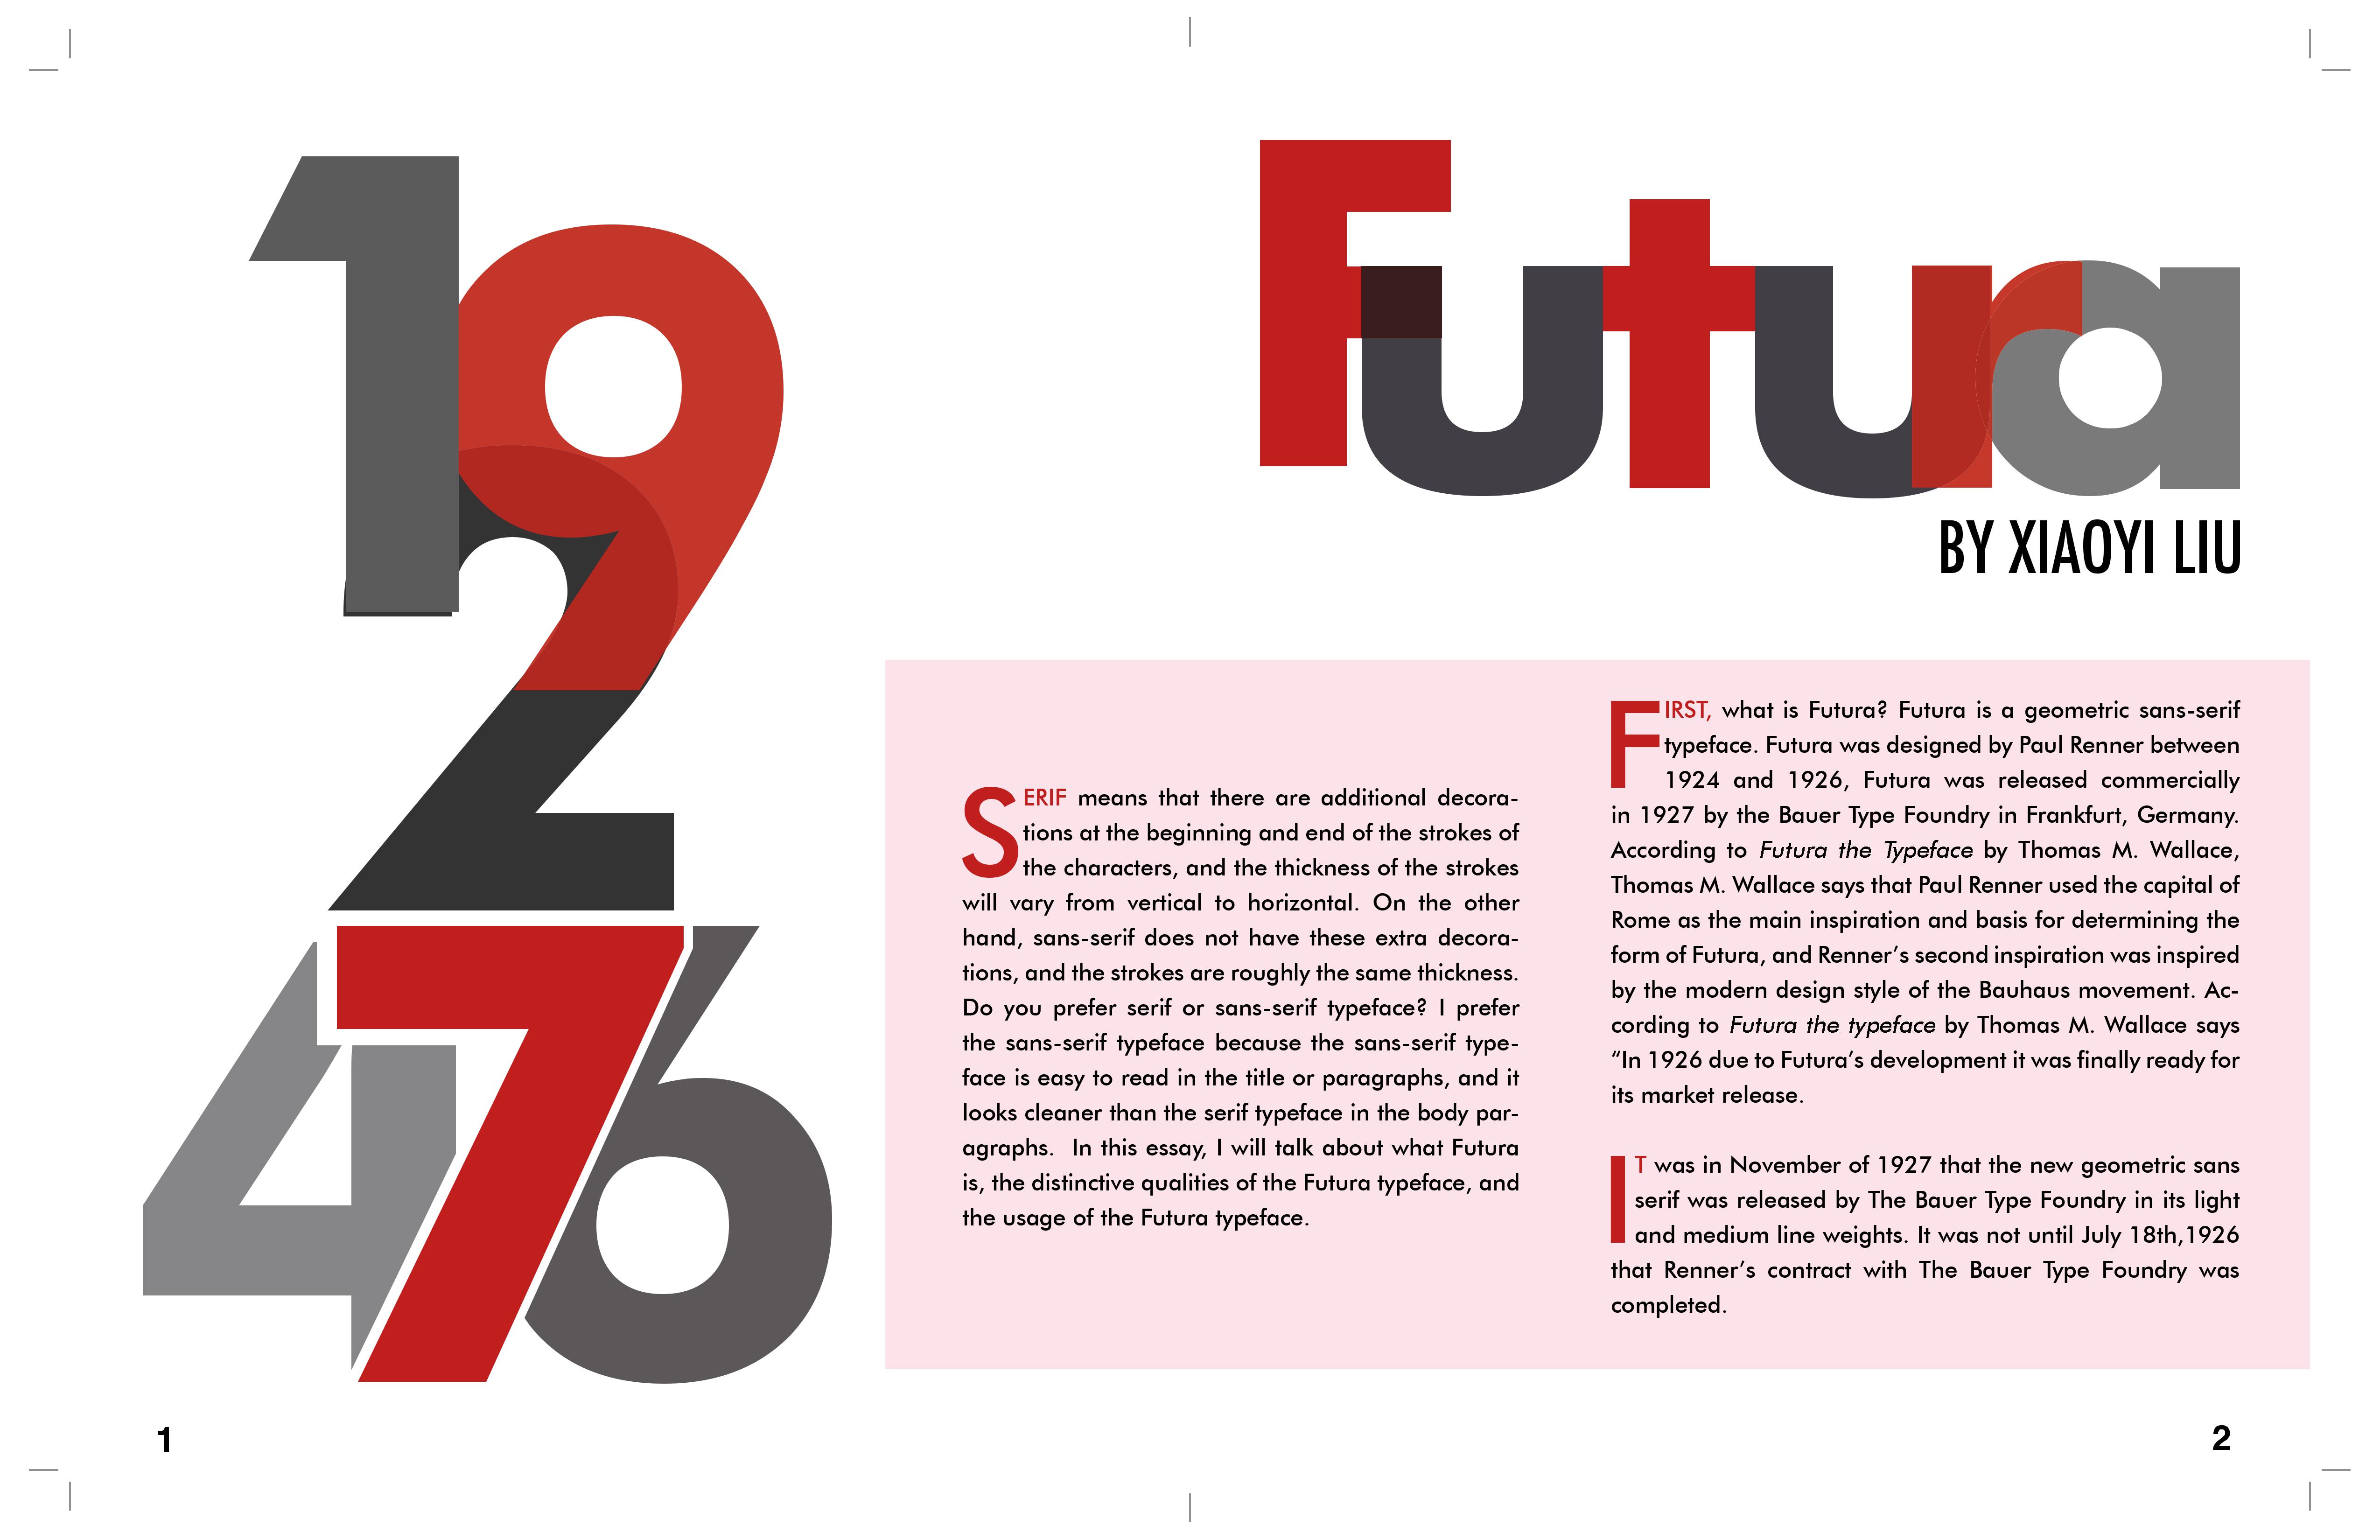 19
2
476
Futura
BY XIAOYI LIU
SERIF means that there are additional decora-
tions at the beginning and end of the strokes of
the characters, and the thickness of the strokes
will vary from vertical to horizontal. On the other
hand, sans-serif does not have these extra decora-
tions, and the strokes are roughly the same thickness.
Do you prefer serif or sans-serif typeface? I prefer
the sans-serif typeface because the sans-serif type-
face is easy to read in the title or paragraphs, and it
looks cleaner than the serif typeface in the body par-
agraphs.  In this essay, I will talk about what Futura
is, the distinctive qualities of the Futura typeface, and
the usage of the Futura typeface.
FIRST, what is Futura? Futura is a geometric sans-serif
typeface. Futura was designed by Paul Renner between
1924 and 1926, Futura was released commercially
in 1927 by the Bauer Type Foundry in Frankfurt, Germany.
According to Futura the Typeface by Thomas M. Wallace,
Thomas M. Wallace says that Paul Renner used the capital of
Rome as the main inspiration and basis for determining the
form of Futura, and Renner’s second inspiration was inspired
by the modern design style of the Bauhaus movement. Ac-
cording to Futura the typeface by Thomas M. Wallace says
“In 1926 due to Futura’s development it was finally ready for
its market release.
IT was in November of 1927 that the new geometric sans
serif was released by The Bauer Type Foundry in its light
and medium line weights. It was not until July 18th,1926
that Renner’s contract with The Bauer Type Foundry was
completed.
1
2